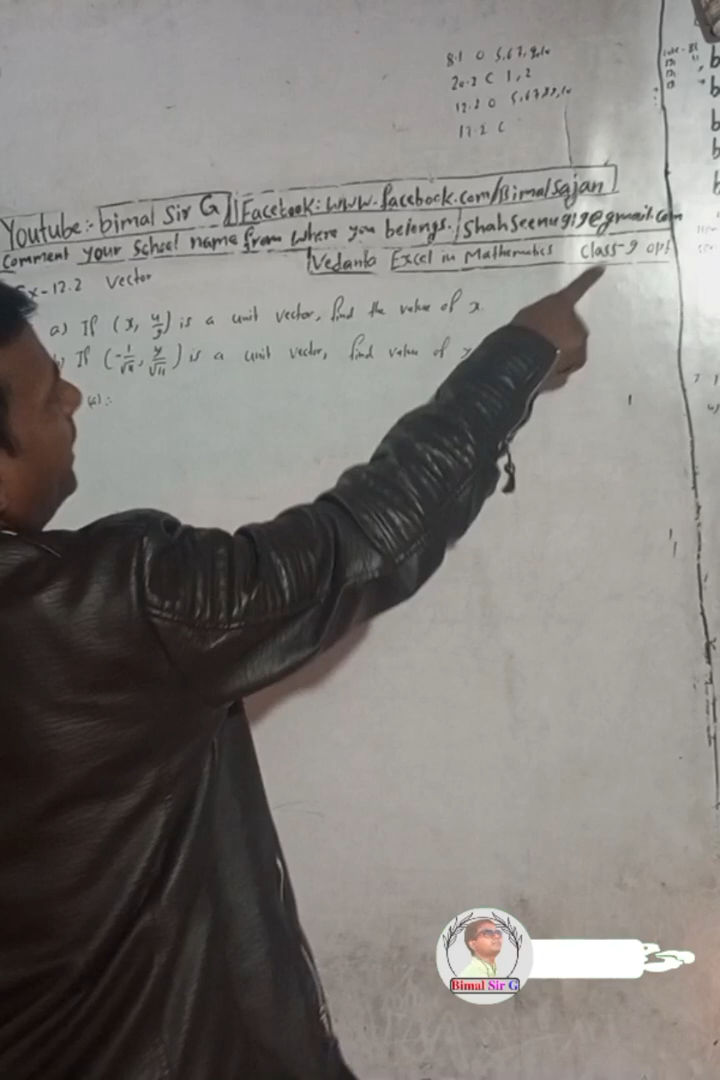 8.1 O 5,6,7,9,10
20.2 C 1,2
12.2 O 5,6,7,8,9,10
17.2 C
Youtube:- bimal Sir G || Facebook: www.facebook.com/Bimalsajan
Comment your School name from where you belongs. | Shahseenu919@gmail.com
Vedanta Excel in Mathematics Class-9 opt
Ex-12.2 Vector
a) If (x, 4/5) is a unit vector, find the value of x
If (-1/√11, y/√11) is a unit vector, find value of y
(a):-
Bimal Sir G